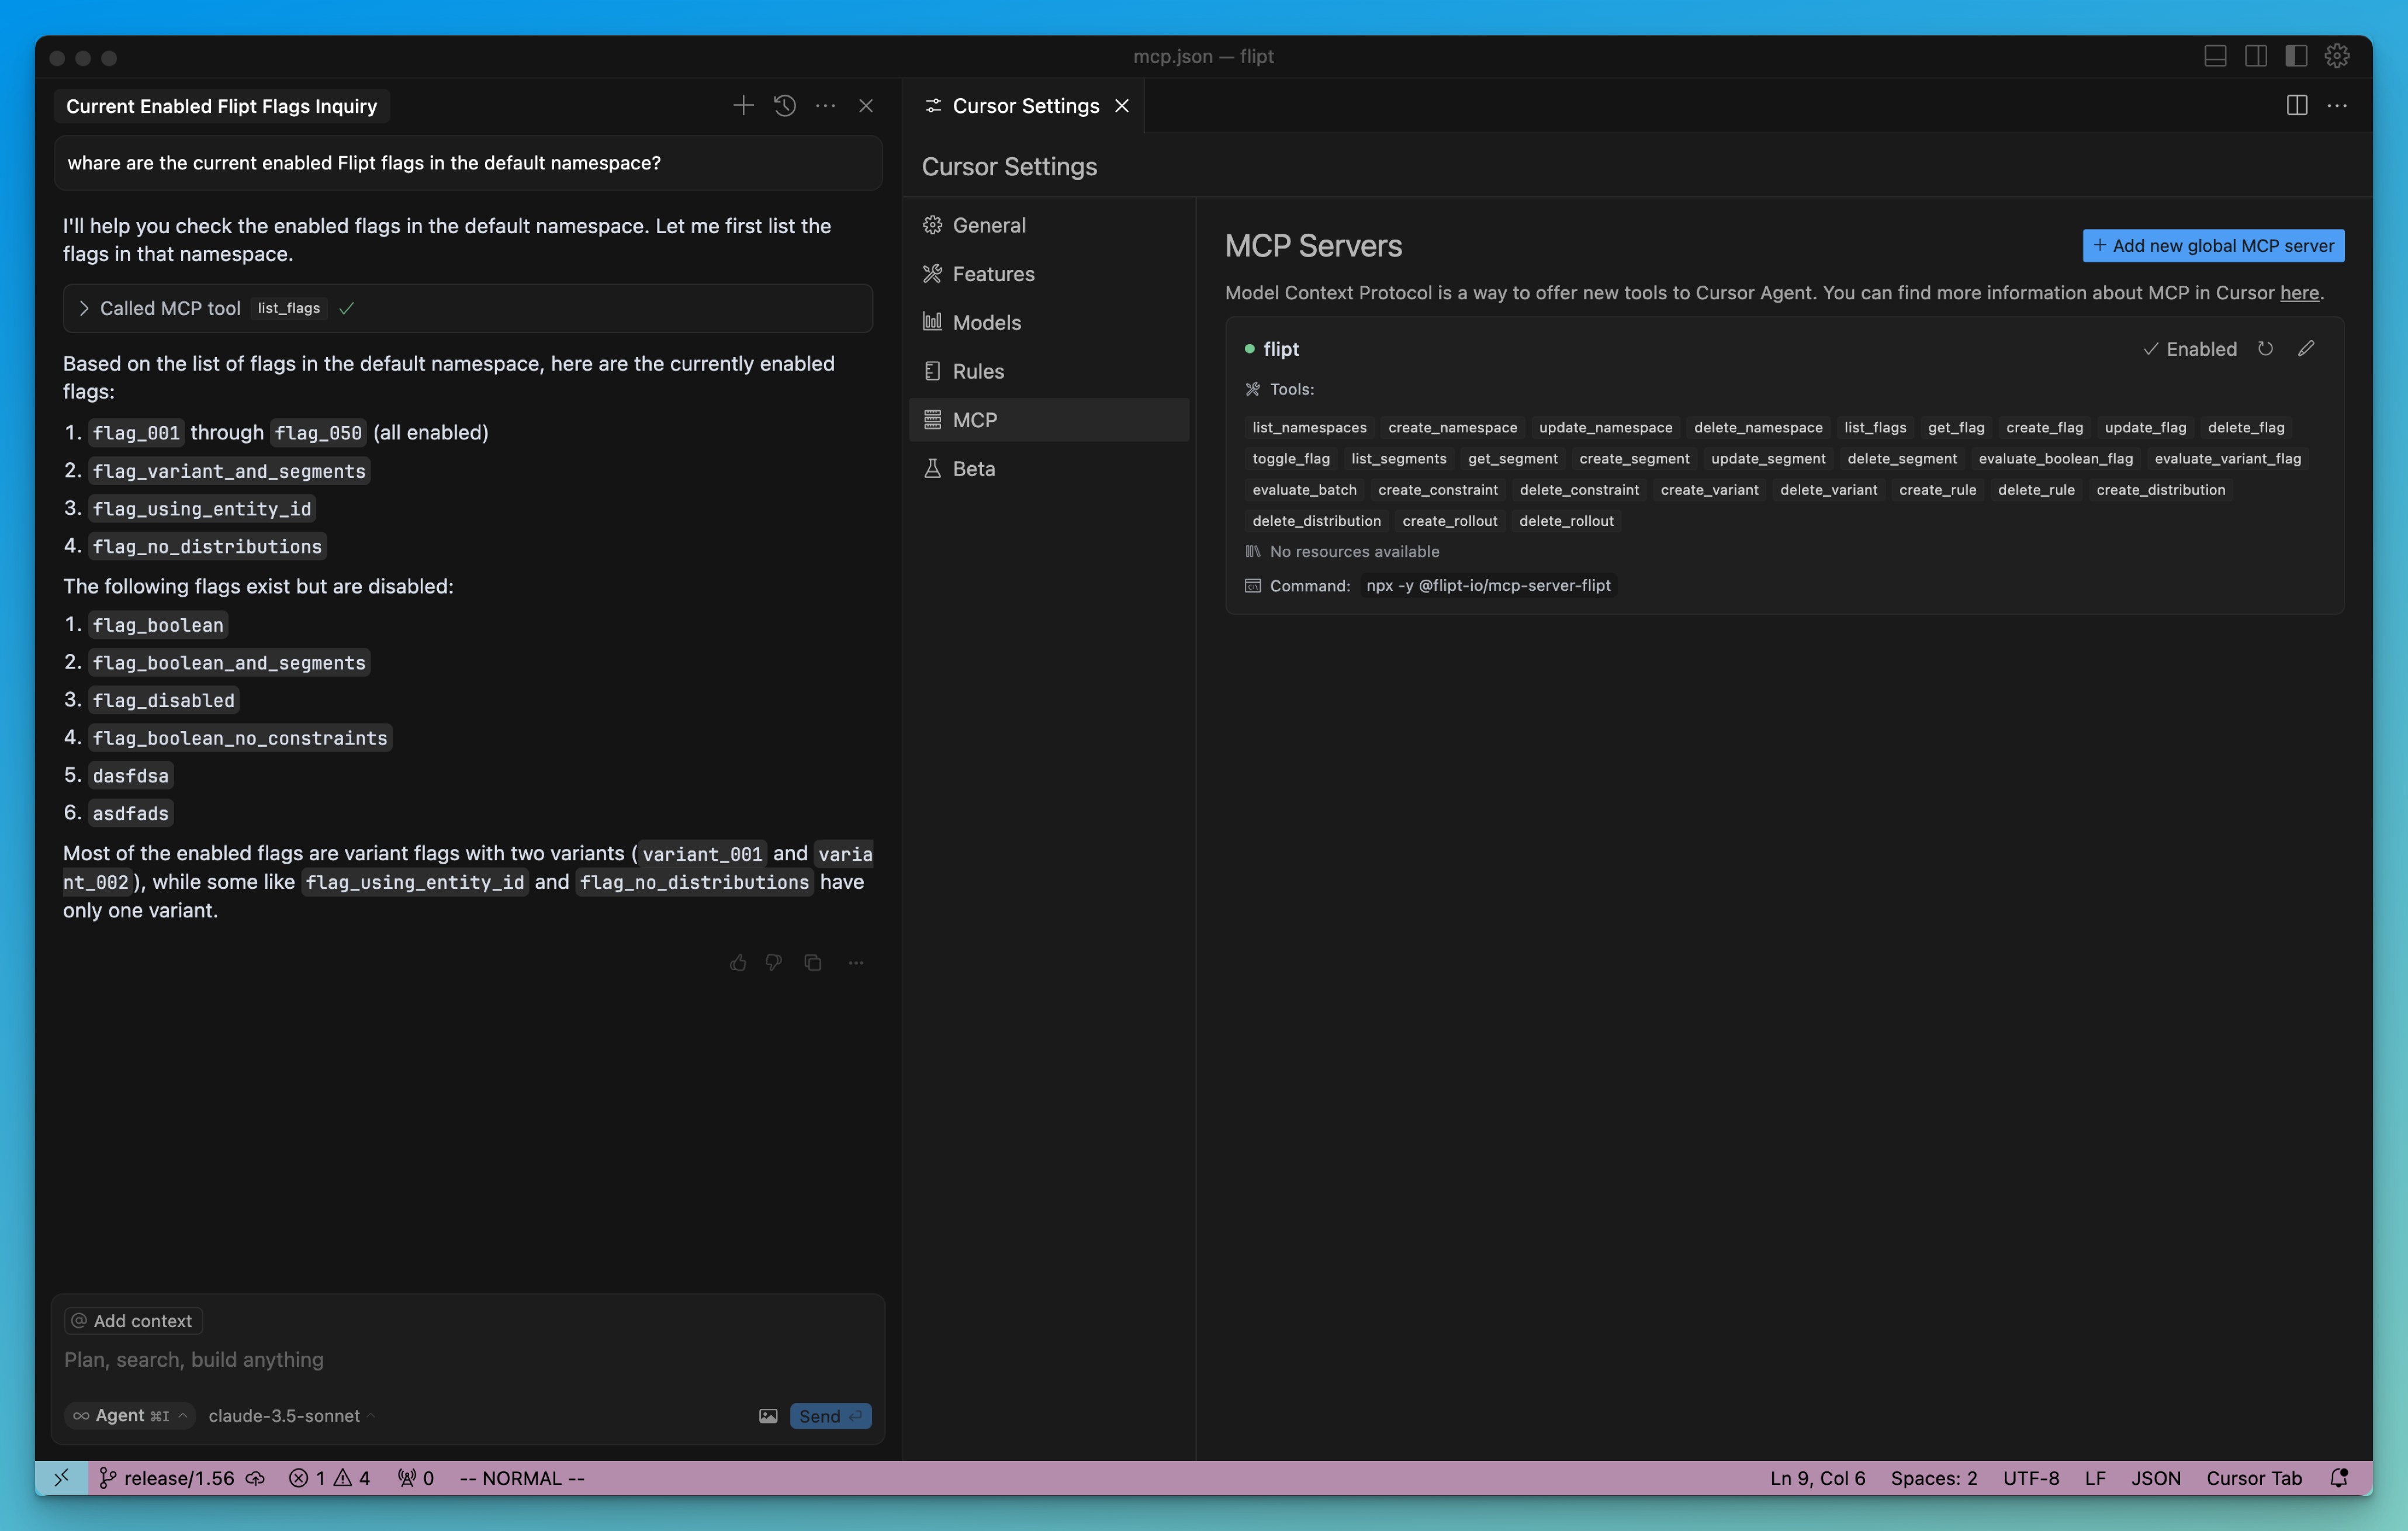 mcp.json — flipt
Current Enabled Flipt Flags Inquiry
whare are the current enabled Flipt flags in the default namespace?
I'll help you check the enabled flags in the default namespace. Let me first list the
flags in that namespace.
Called MCP tool list_flags
Based on the list of flags in the default namespace, here are the currently enabled
flags:
1. flag_001 through flag_050 (all enabled)
2. flag_variant_and_segments
3. flag_using_entity_id
4. flag_no_distributions
The following flags exist but are disabled:
1. flag_boolean
2. flag_boolean_and_segments
3. flag_disabled
4. flag_boolean_no_constraints
5. dasfdsa
6. asdfads
Most of the enabled flags are variant flags with two variants (variant_001 and varia
nt_002), while some like flag_using_entity_id and flag_no_distributions have
only one variant.
@ Add context
Plan, search, build anything
Agent ⌘I claude-3.5-sonnet
Send
Cursor Settings
Cursor Settings
General
Features
Models
Rules
MCP
Beta
MCP Servers
+ Add new global MCP server
Model Context Protocol is a way to offer new tools to Cursor Agent. You can find more information about MCP in Cursor here.
flipt
Enabled
Tools:
list_namespaces create_namespace update_namespace delete_namespace list_flags get_flag create_flag update_flag delete_flag
toggle_flag list_segments get_segment create_segment update_segment delete_segment evaluate_boolean_flag evaluate_variant_flag
evaluate_batch create_constraint delete_constraint create_variant delete_variant create_rule delete_rule create_distribution
delete_distribution create_rollout delete_rollout
No resources available
Command: npx -y @flipt-io/mcp-server-flipt
release/1.56 1 4 0 -- NORMAL -- Ln 9, Col 6 Spaces: 2 UTF-8 LF JSON Cursor Tab